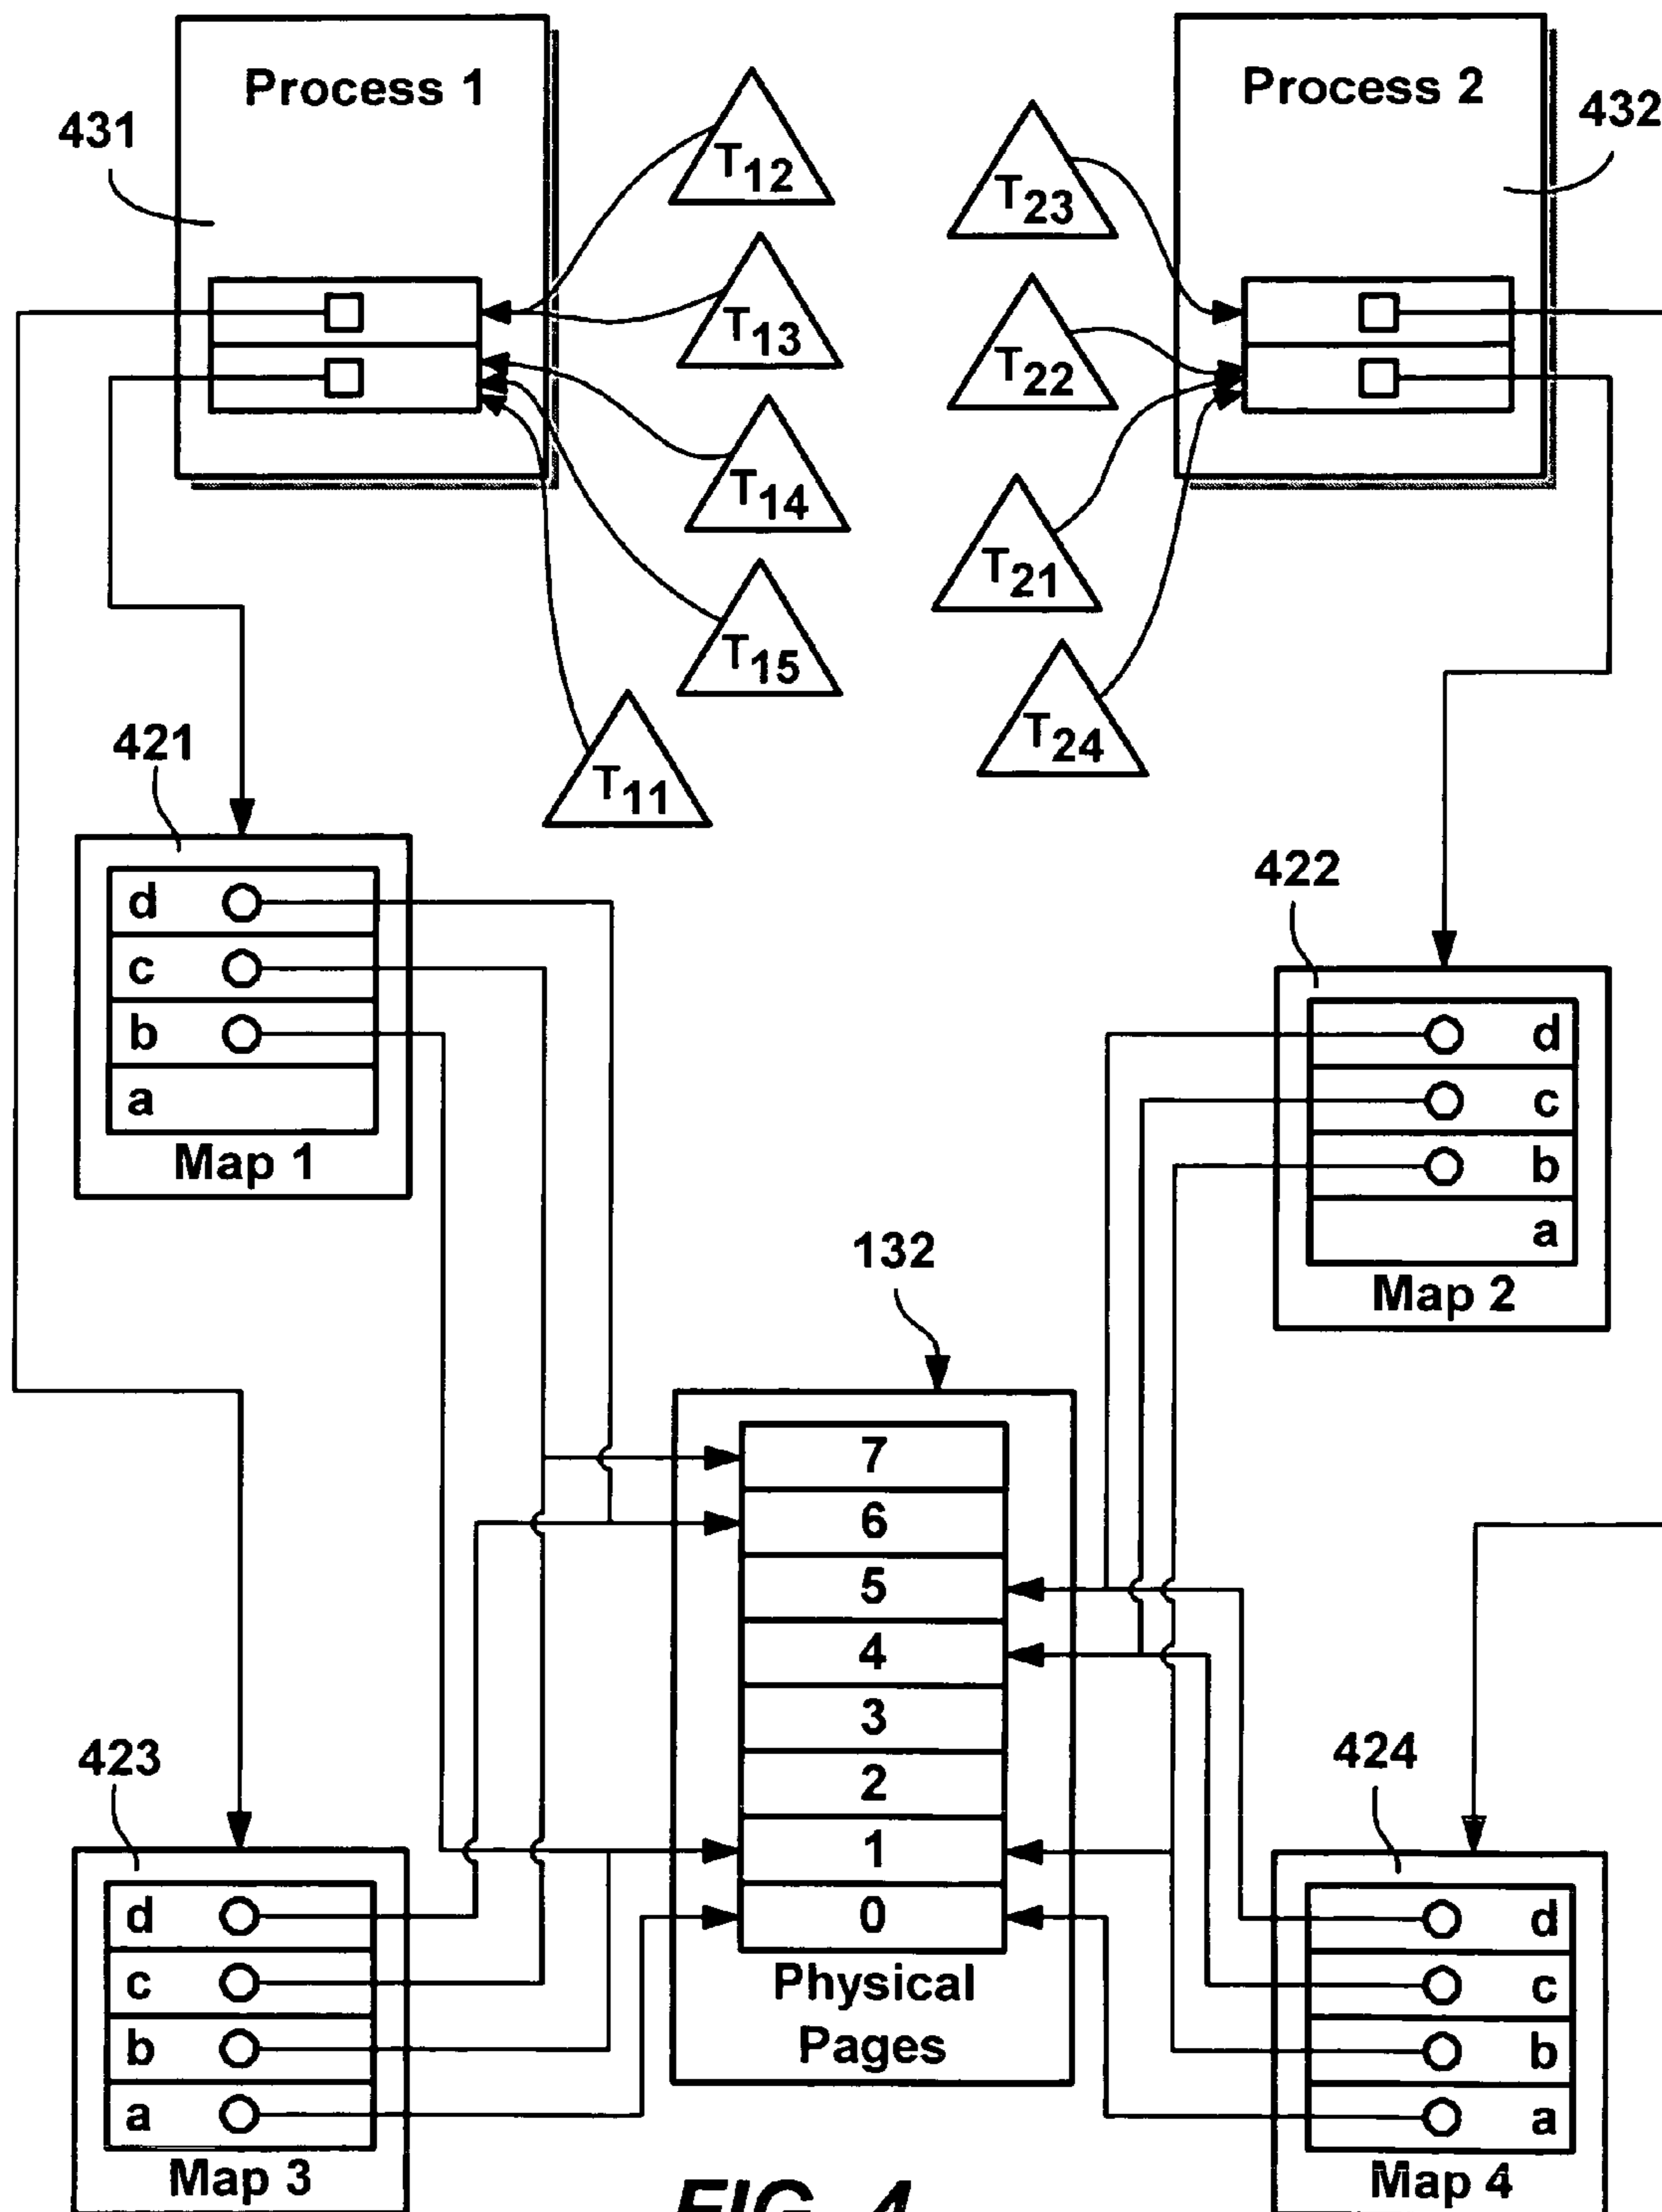 Process 1
Process 2
431
432
T12
T23
T13
T22
T14
T21
T15
T24
T11
421
d
c
b
a
Map 1
422
d
c
b
a
Map 2
132
7
6
5
4
3
2
1
0
Physical
Pages
423
d
c
b
a
Map 3
424
d
c
b
a
Map 4
FIG. 4